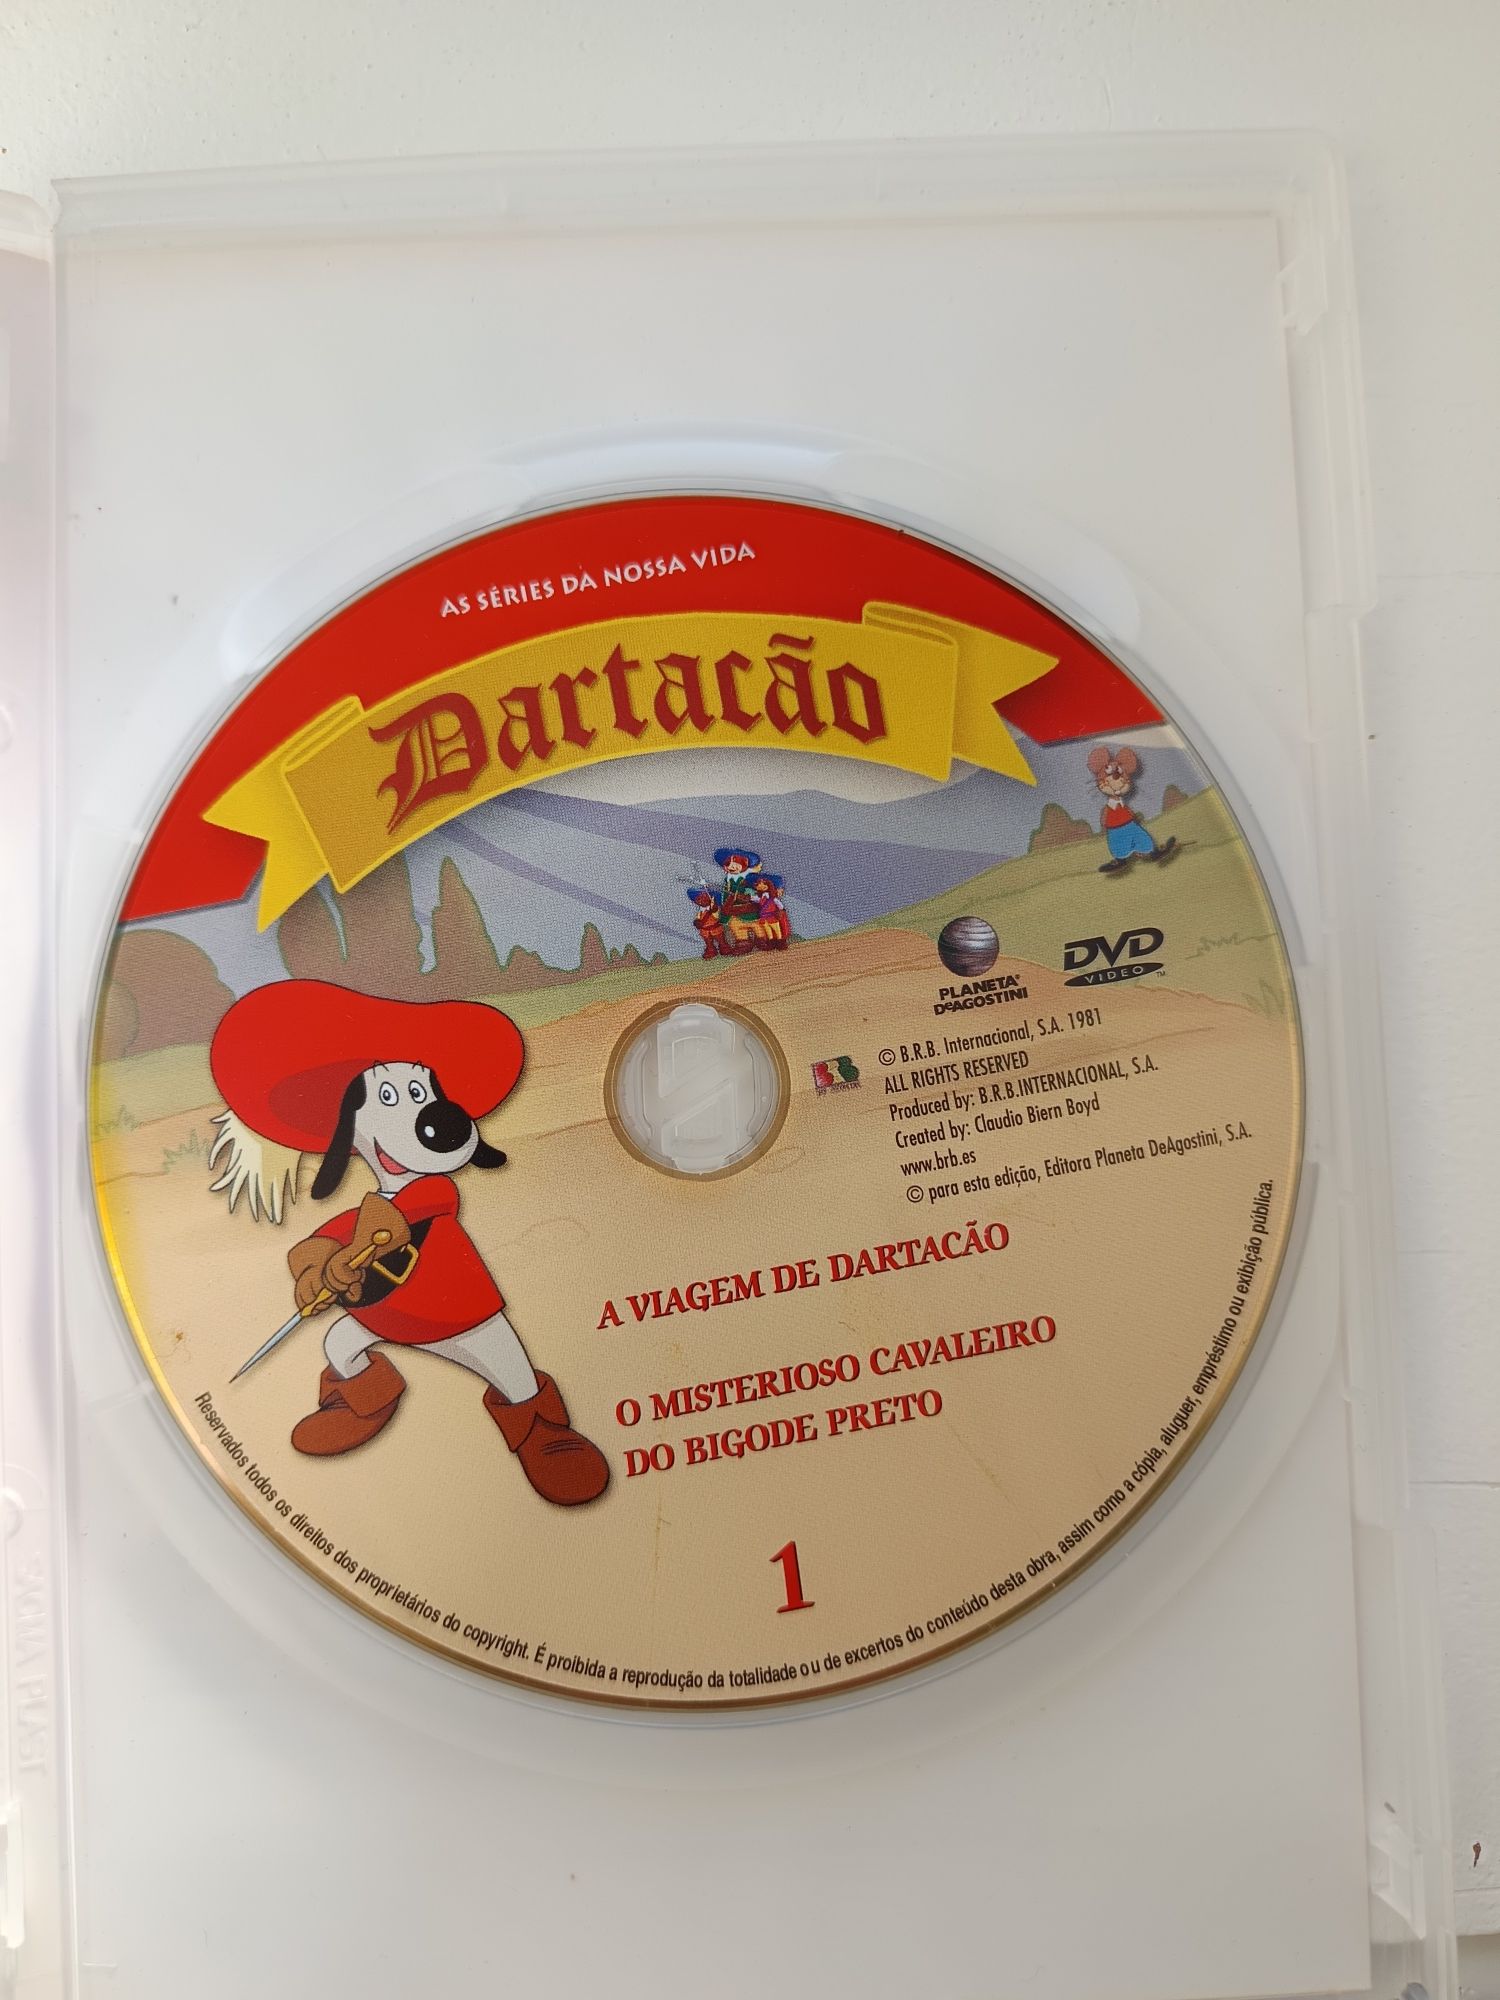 AS SÉRIES DA NOSSA VIDA
Dartacão
PLANETA
DeAGOSTINI
DVD
VIDEO™
BRB
© B.R.B. Internacional, S.A. 1981
ALL RIGHTS RESERVED
Produced by: B.R.B.INTERNACIONAL, S.A.
Created by: Claudio Biern Boyd
www.brb.es
© para esta edição, Editora Planeta DeAgostini, S.A.
A VIAGEM DE DARTACÃO
O MISTERIOSO CAVALEIRO
DO BIGODE PRETO
1
Reservados todos os direitos dos proprietários do copyright. É proibida a reprodução da totalidade ou de excertos do conteúdo desta obra, assim como a cópia, aluguer, empréstimo ou exibição pública.